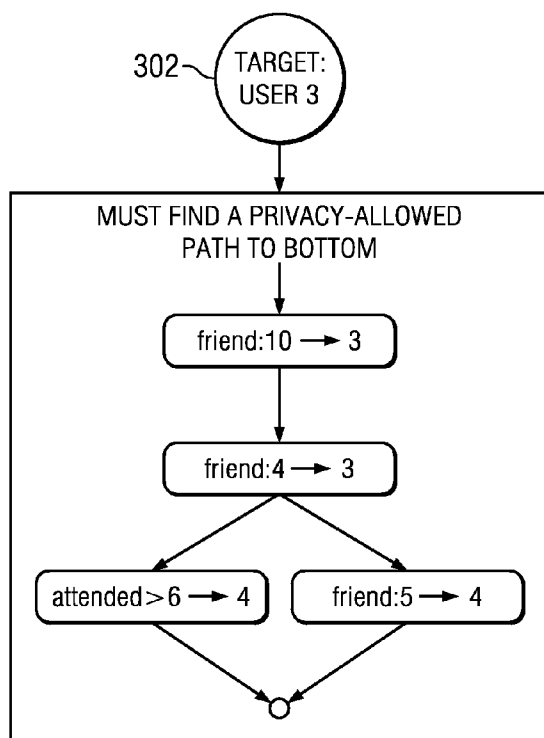 302
TARGET:
USER 3
MUST FIND A PRIVACY-ALLOWED
PATH TO BOTTOM
friend:10 → 3
friend:4 → 3
attended>6 → 4
friend:5 → 4